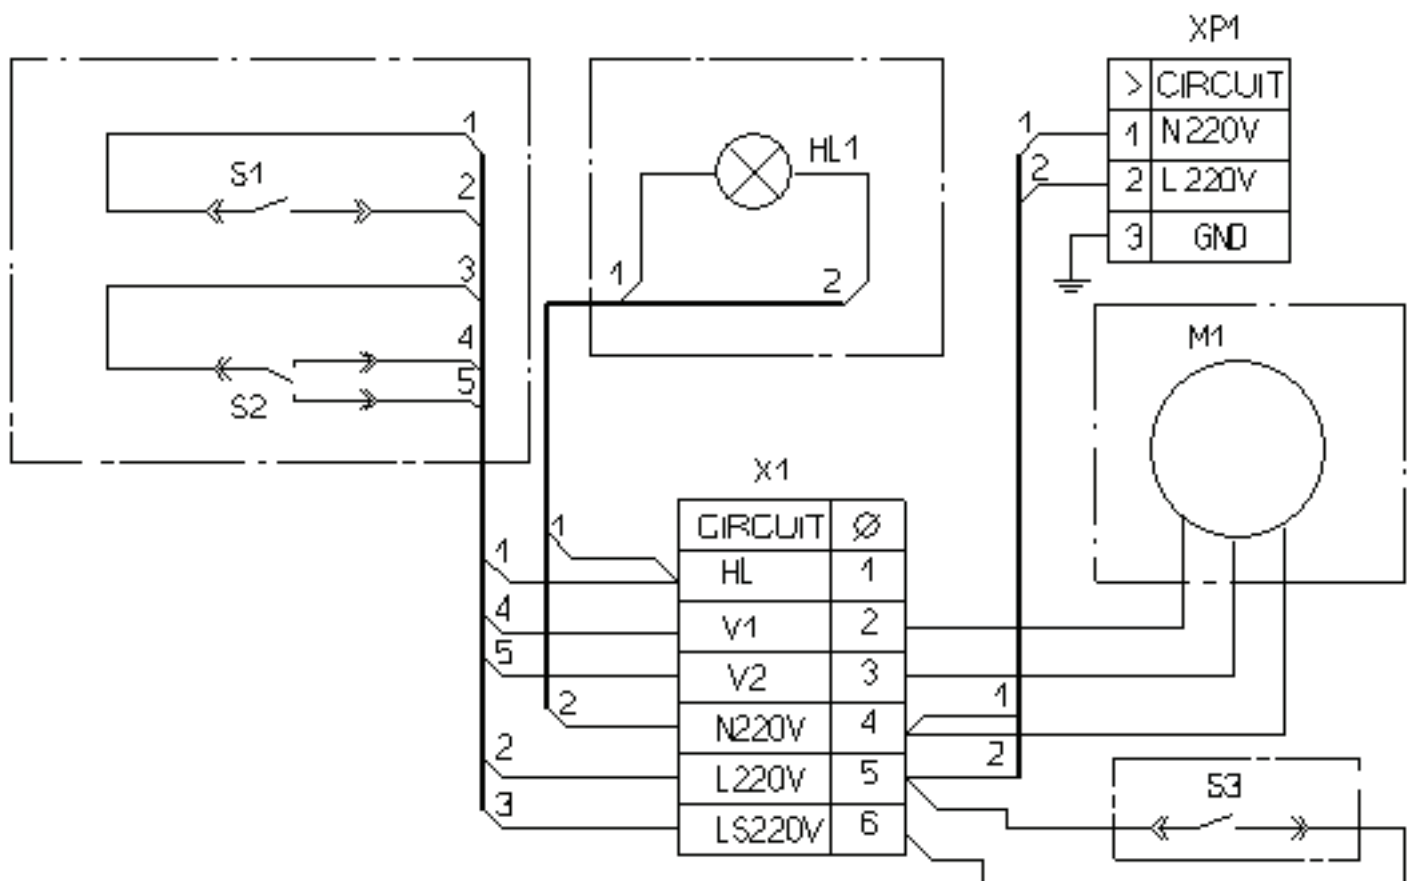 XP1
> CIRCUIT
1 N220V
2 L220V
3 GND
1
2
1
S1
2
3
4
5
S2
HL1
1
2
M1
X1
CIRCUIT Ø
HL 1
V1 2
V2 3
N220V 4
L220V 5
LS220V 6
1
1
4
5
2
2
3
1
2
S3